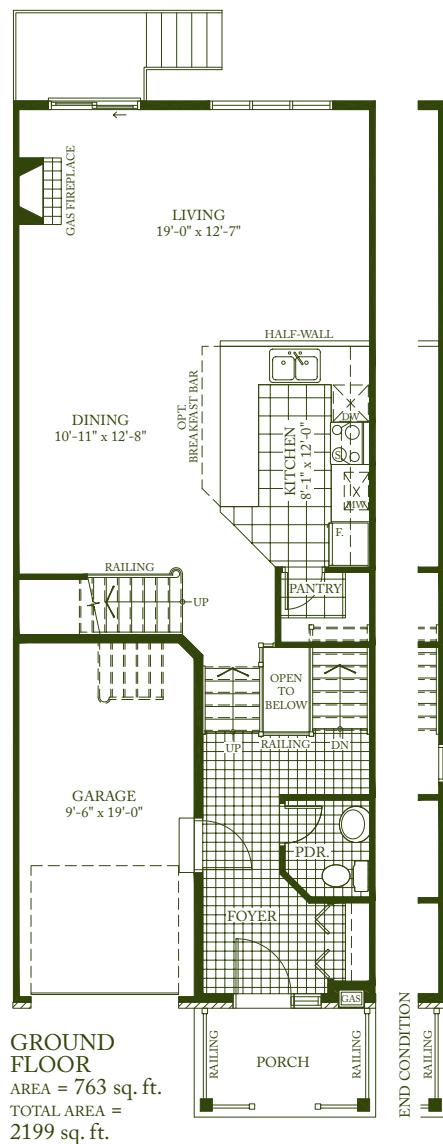 GAS FIREPLACE
LIVING
19'-0" x 12'-7"
HALF-WALL
OPT.
BREAKFAST BAR
DINING
10'-11" x 12'-8"
KITCHEN
8'-1" x 12'-0"
DW
S.
MW
F.
RAILING
UP
PANTRY
OPEN
TO
BELOW
UP
RAILING
DN
GARAGE
9'-6" x 19'-0"
PDR.
FOYER
GAS
GROUND
FLOOR
AREA = 763 sq. ft.
TOTAL AREA =
2199 sq. ft.
RAILING
PORCH
RAILING
END CONDITION
RAILING